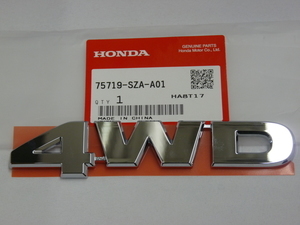 HONDA
GENUINE PARTS
Honda Motor Co., Ltd.
75719-SZA-A01
QTY 1
HABT17
MADE IN CHINA
4WD